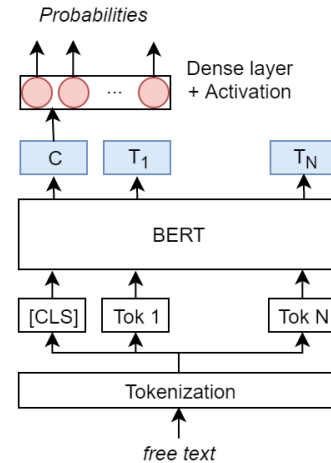 Probabilities
...
Dense layer
+ Activation
C
T1
TN
BERT
[CLS]
Tok 1
Tok N
Tokenization
free text